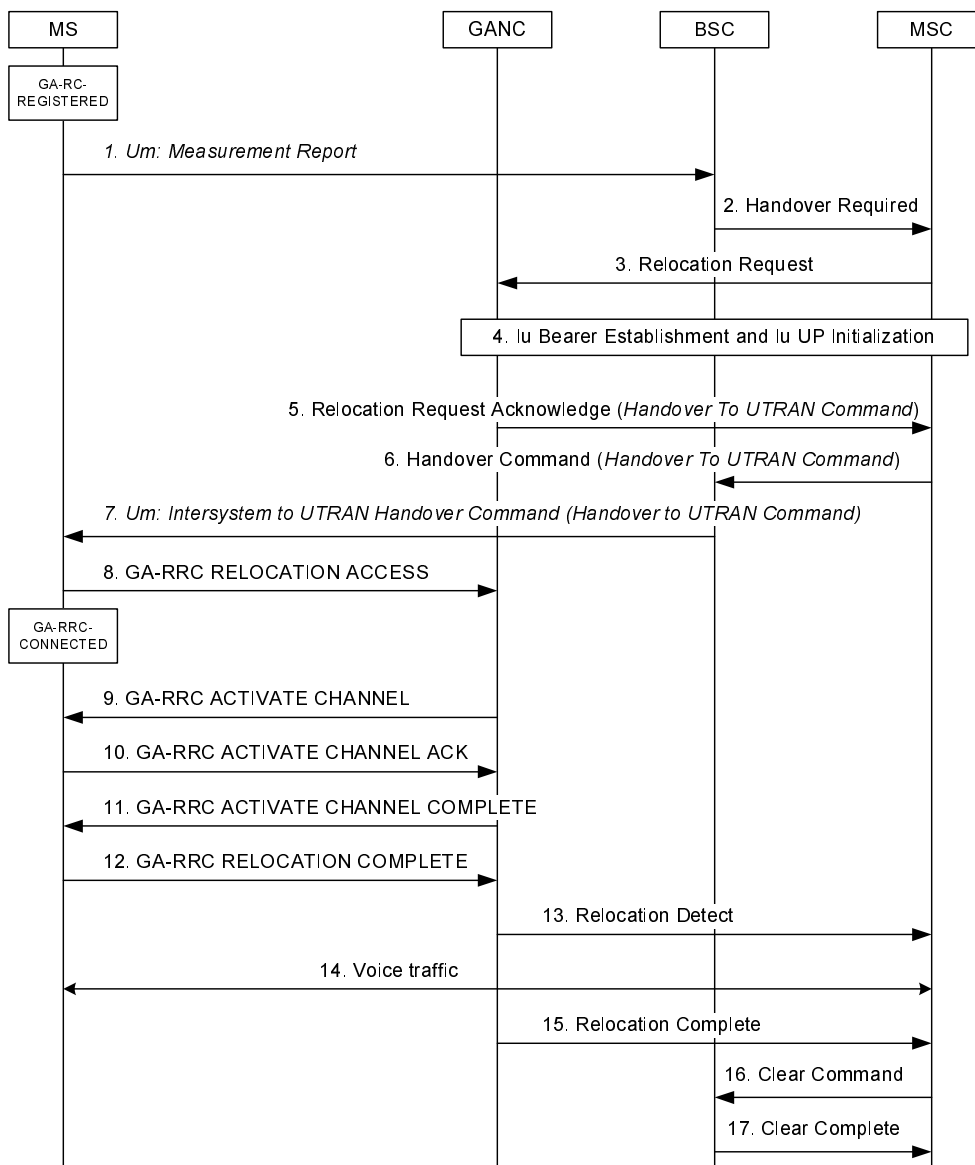 MS
GANC
BSC
MSC
GA-RC-
REGISTERED
1. Um: Measurement Report
2. Handover Required
3. Relocation Request
4. Iu Bearer Establishment and Iu UP Initialization
5. Relocation Request Acknowledge (Handover To UTRAN Command)
6. Handover Command (Handover To UTRAN Command)
7. Um: Intersystem to UTRAN Handover Command (Handover to UTRAN Command)
8. GA-RRC RELOCATION ACCESS
GA-RRC-
CONNECTED
9. GA-RRC ACTIVATE CHANNEL
10. GA-RRC ACTIVATE CHANNEL ACK
11. GA-RRC ACTIVATE CHANNEL COMPLETE
12. GA-RRC RELOCATION COMPLETE
13. Relocation Detect
14. Voice traffic
15. Relocation Complete
16. Clear Command
17. Clear Complete